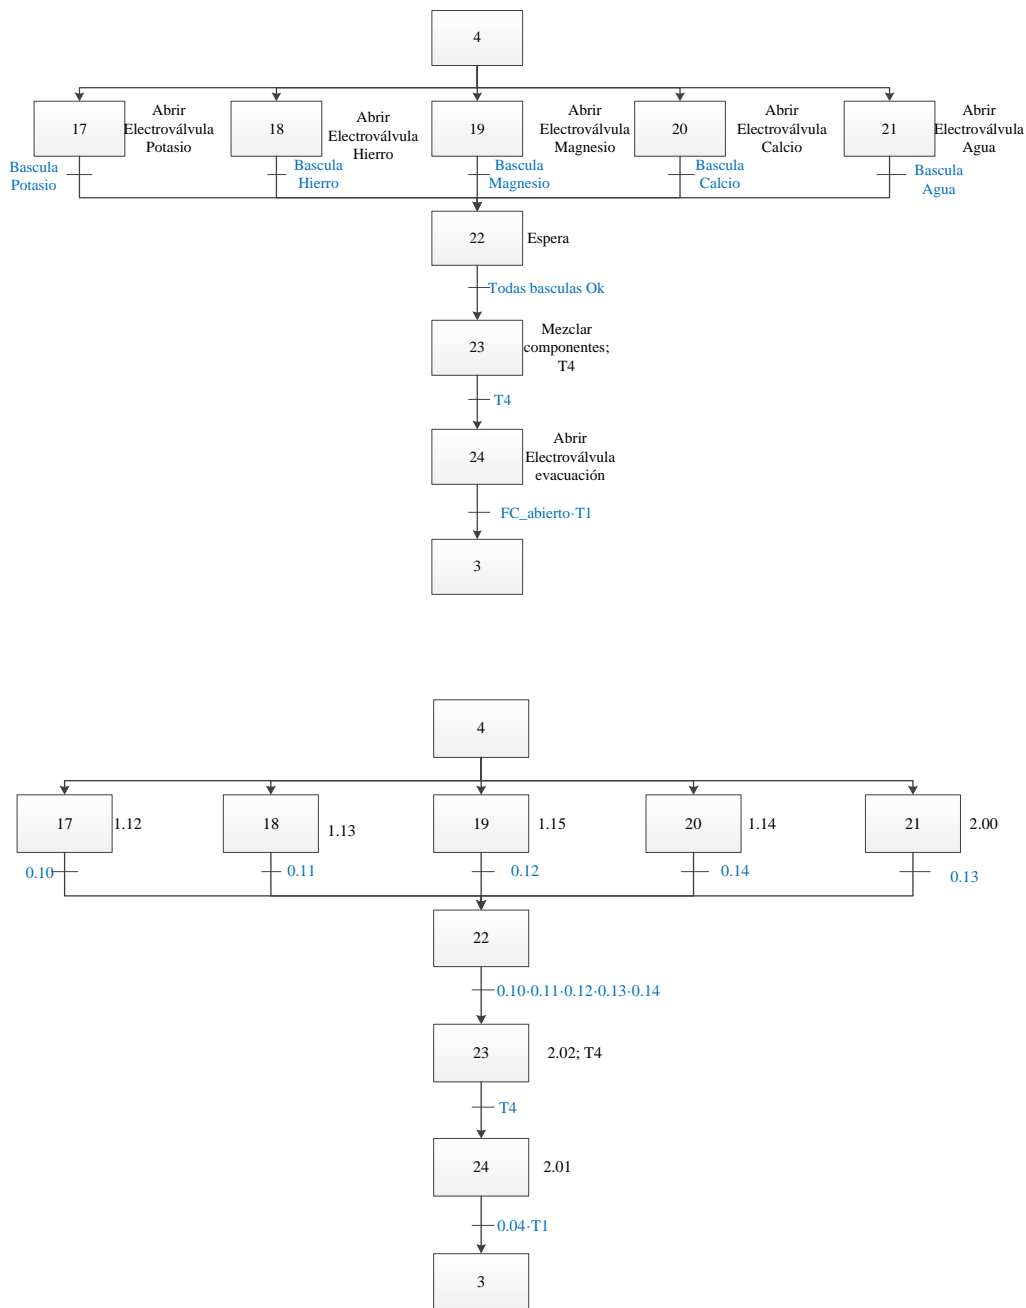 4
17
Abrir
Electroválvula
Potasio
18
Abrir
Electroválvula
Hierro
19
Abrir
Electroválvula
Magnesio
20
Abrir
Electroválvula
Calcio
21
Abrir
Electroválvula
Agua
Bascula
Potasio
Bascula
Hierro
Bascula
Magnesio
Bascula
Calcio
Bascula
Agua
22
Espera
Todas basculas Ok
23
Mezclar
componentes;
T4
T4
24
Abrir
Electroválvula
evacuación
FC_abierto·T1
3
4
17
1.12
18
1.13
19
1.15
20
1.14
21
2.00
0.10
0.11
0.12
0.14
0.13
22
0.10·0.11·0.12·0.13·0.14
23
2.02; T4
T4
24
2.01
0.04·T1
3